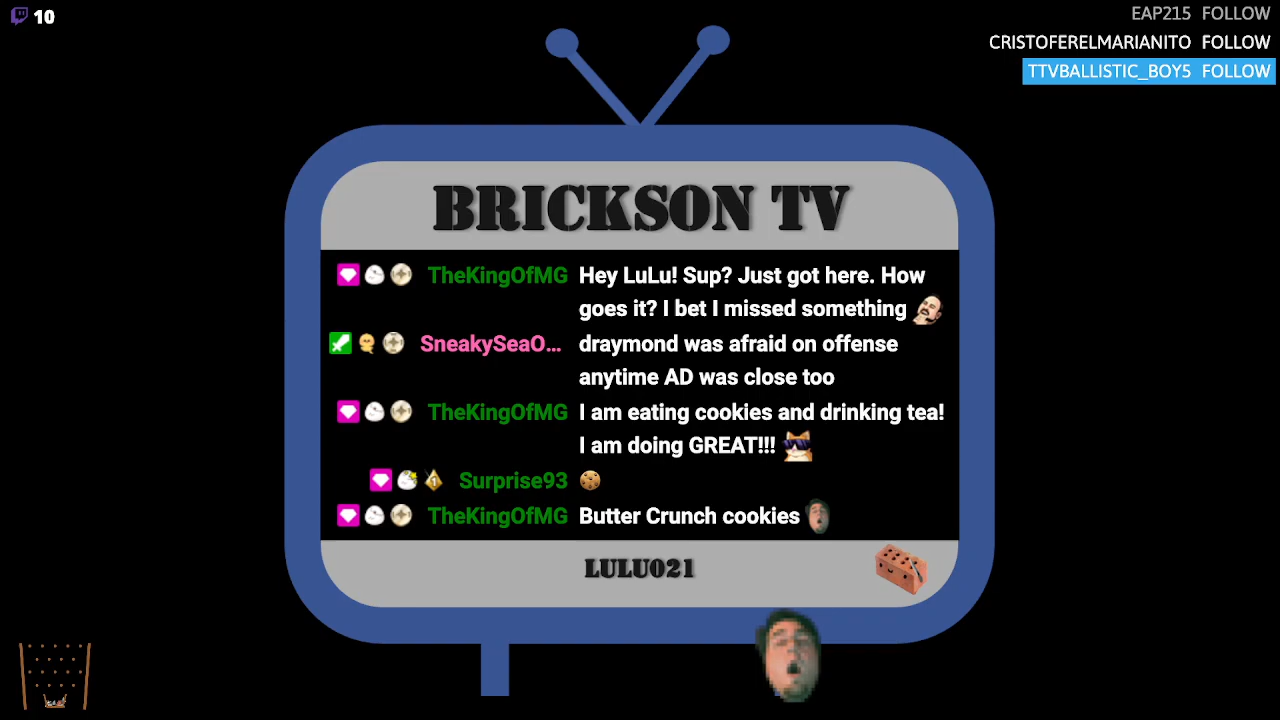 10
EAP215 FOLLOW
CRISTOFERELMARIANITO FOLLOW
TTVBALLISTIC_BOY5 FOLLOW
BRICKSON TV
TheKingOfMG Hey LuLu! Sup? Just got here. How
goes it? I bet I missed something
SneakySeaO... draymond was afraid on offense
anytime AD was close too
TheKingOfMG I am eating cookies and drinking tea!
I am doing GREAT!!!
1 Surprise93
TheKingOfMG Butter Crunch cookies
LULU021